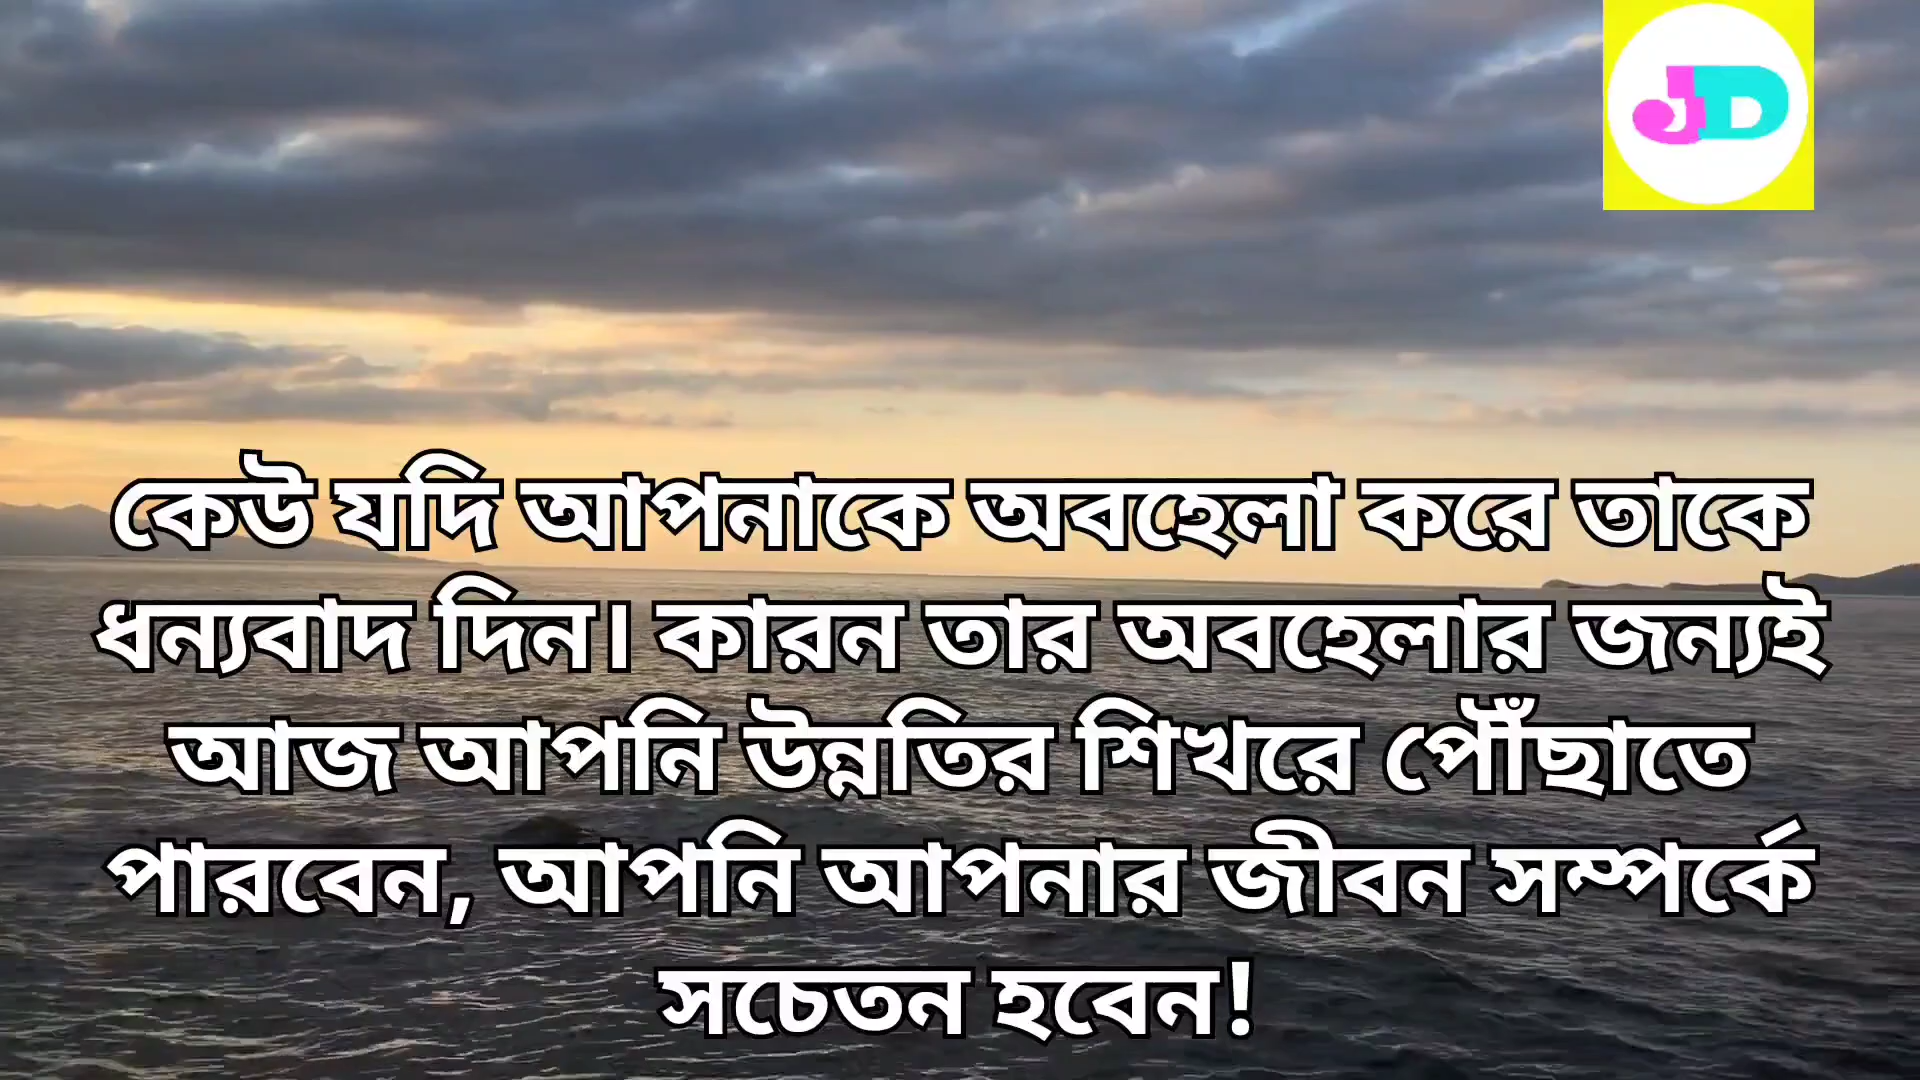 JD
কেউ যদি আপনাকে অবহেলা করে তাকে
ধন্যবাদ দিন। কারন তার অবহেলার জন্যই
আজ আপনি উন্নতির শিখরে পৌঁছাতে
পারবেন, আপনি আপনার জীবন সম্পর্কে
সচেতন হবেন!